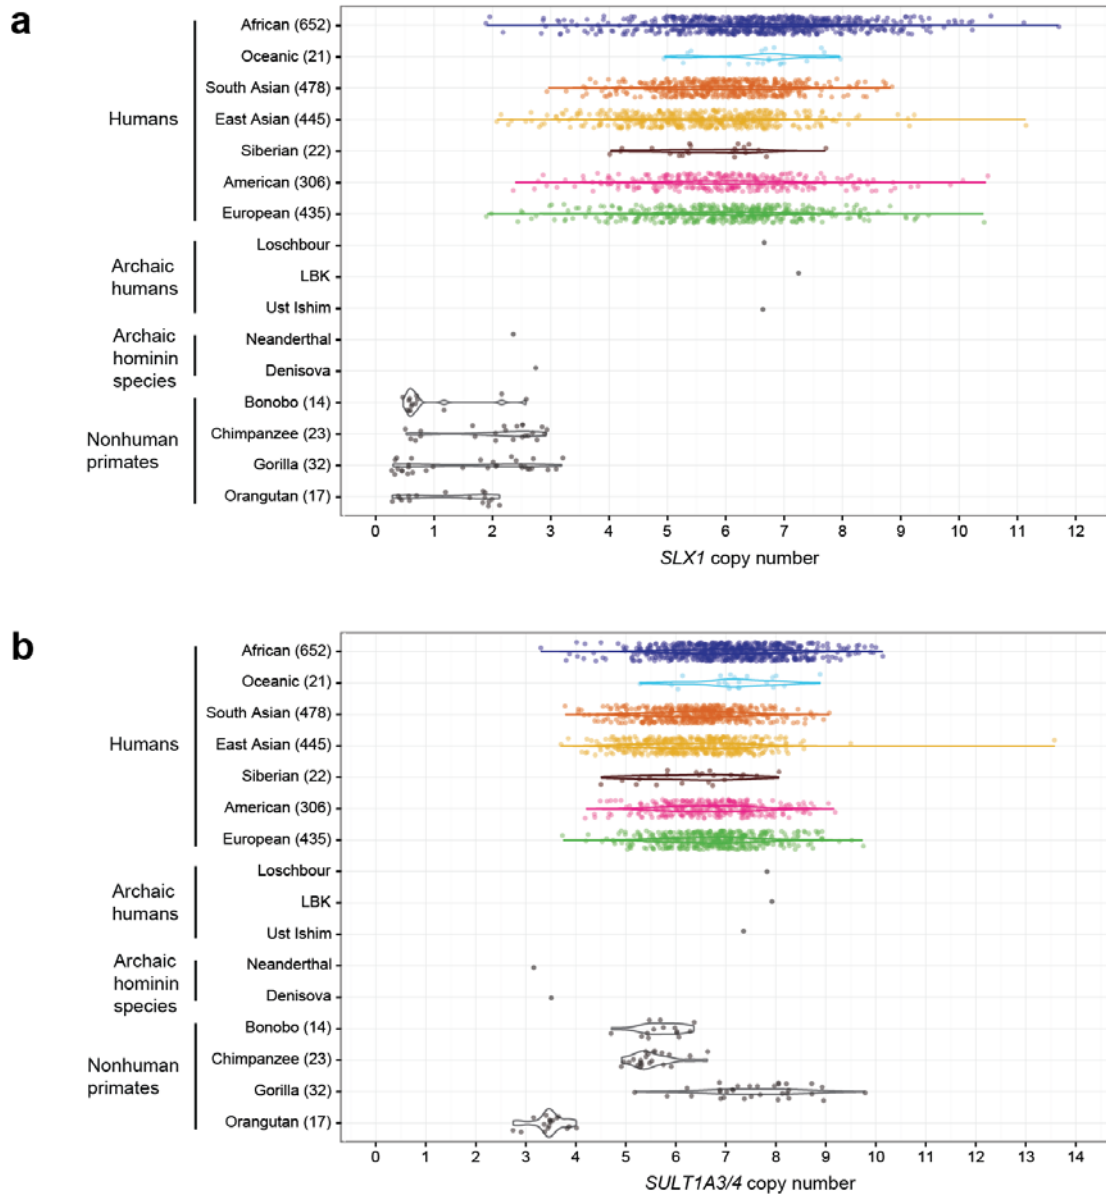 a
African (652)
Oceanic (21)
South Asian (478)
Humans
East Asian (445)
Siberian (22)
American (306)
European (435)
Loschbour
Archaic
humans
LBK
Ust Ishim
Archaic
hominin
species
Neanderthal
Denisova
Bonobo (14)
Nonhuman
primates
Chimpanzee (23)
Gorilla (32)
Orangutan (17)
0 1 2 3 4 5 6 7 8 9 10 11 12
SLX1 copy number
b
African (652)
Oceanic (21)
South Asian (478)
Humans
East Asian (445)
Siberian (22)
American (306)
European (435)
Loschbour
Archaic
humans
LBK
Ust Ishim
Archaic
hominin
species
Neanderthal
Denisova
Bonobo (14)
Nonhuman
primates
Chimpanzee (23)
Gorilla (32)
Orangutan (17)
0 1 2 3 4 5 6 7 8 9 10 11 12 13 14
SULT1A3/4 copy number